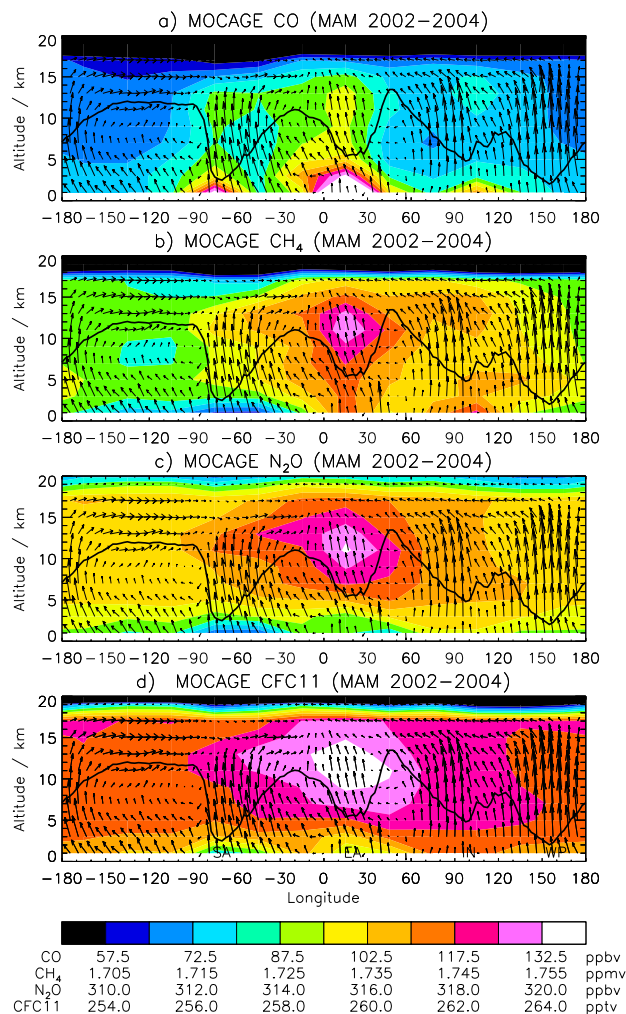 a) MOCAGE CO (MAM 2002−2004)
20
15
10
5
0
Altitude / km
−180 −150 −120 −90 −60 −30 0 30 60 90 120 150 180
b) MOCAGE CH4 (MAM 2002−2004)
20
15
10
5
0
Altitude / km
−180 −150 −120 −90 −60 −30 0 30 60 90 120 150 180
c) MOCAGE N2O (MAM 2002−2004)
20
15
10
5
0
Altitude / km
−180 −150 −120 −90 −60 −30 0 30 60 90 120 150 180
d) MOCAGE CFC11 (MAM 2002−2004)
20
15
10
5
0
Altitude / km
SA EA IN WP
−180 −150 −120 −90 −60 −30 0 30 60 90 120 150 180
Longitude
CO 57.5 72.5 87.5 102.5 117.5 132.5 ppbv
CH4 1.705 1.715 1.725 1.735 1.745 1.755 ppmv
N2O 310.0 312.0 314.0 316.0 318.0 320.0 ppbv
CFC11 254.0 256.0 258.0 260.0 262.0 264.0 pptv